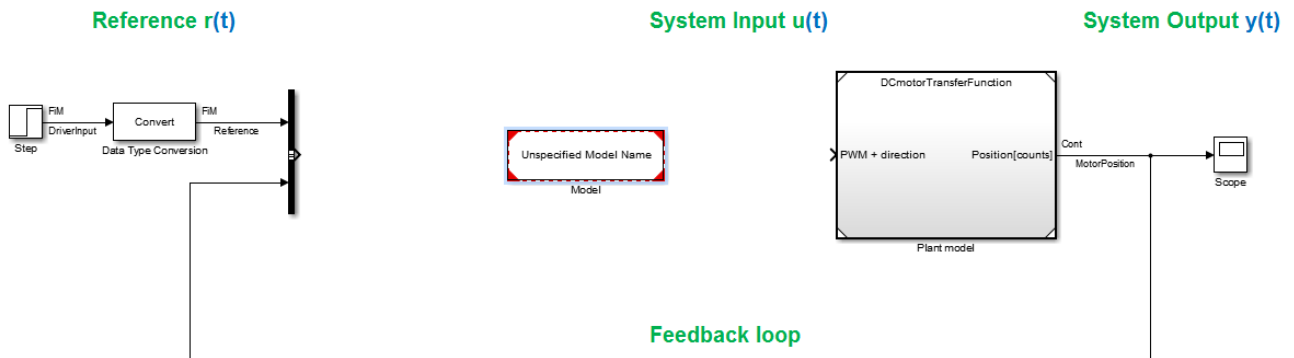 Reference r(t)
System Input u(t)
System Output y(t)
FiM
DriverInput
Step
Convert
Data Type Conversion
FiM
Reference
Unspecified Model Name
Model
DCmotorTransferFunction
PWM + direction
Position[counts]
Plant model
Cont
MotorPosition
Scope
Feedback loop